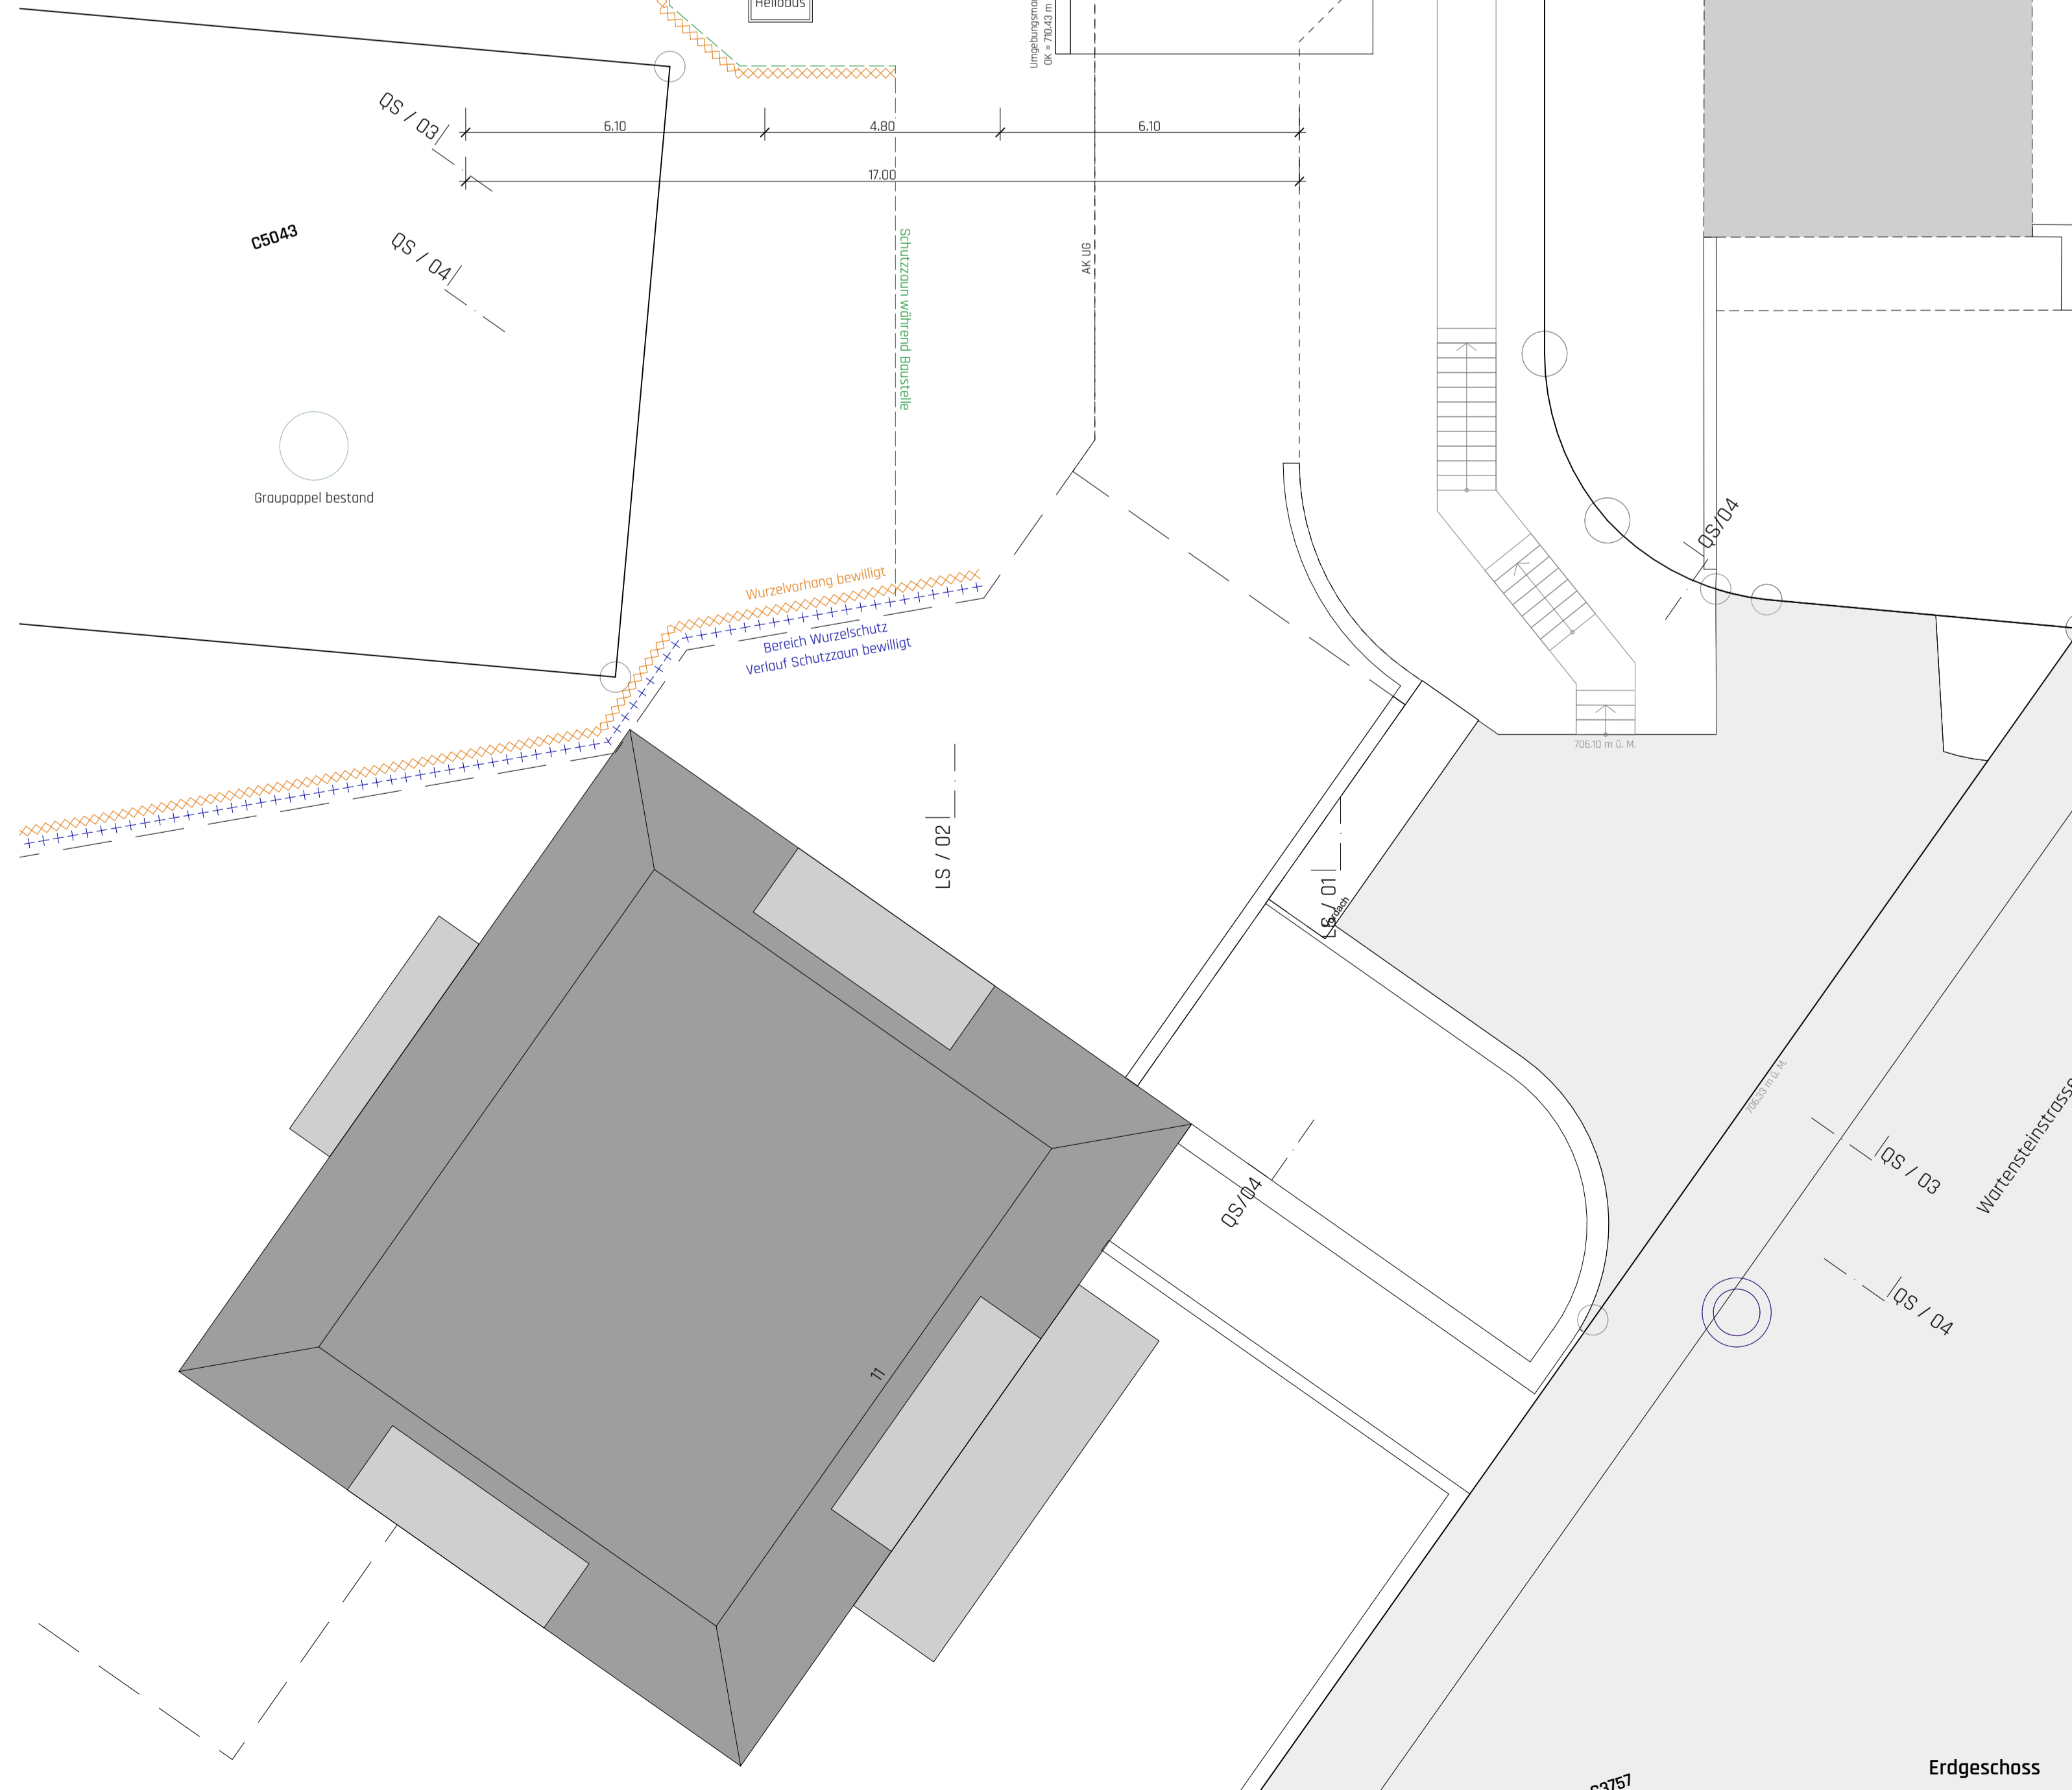 Heliobus
OK = 710.43 m
QS / 03
6.10
4.80
6.10
17.00
C5043
QS / 04
Schutzzaun während Baustelle
AK UG
Graupappel bestand
QS/04
Wurzelvorhang bewilligt
Bereich Wurzelschutz
Verlauf Schutzzaun bewilligt
706.10 m ü. M.
LS / 02
LS / 01
Vordach
706.33 m ü. M.
Wartensteinstrasse
QS / 03
QS/04
QS / 04
11
Erdgeschoss